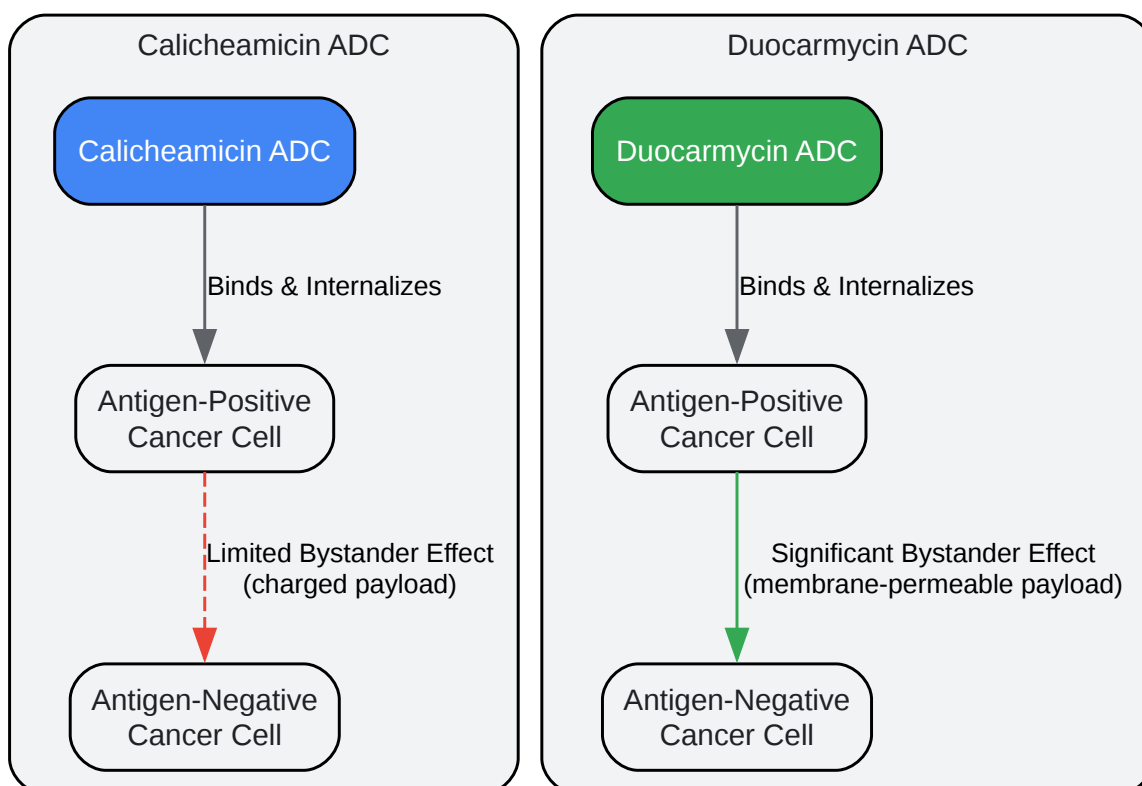 Calicheamicin ADC
Calicheamicin ADC
Binds & Internalizes
Antigen-Positive
Cancer Cell
Limited Bystander Effect
(charged payload)
Antigen-Negative
Cancer Cell
Duocarmycin ADC
Duocarmycin ADC
Binds & Internalizes
Antigen-Positive
Cancer Cell
Significant Bystander Effect
(membrane-permeable payload)
Antigen-Negative
Cancer Cell